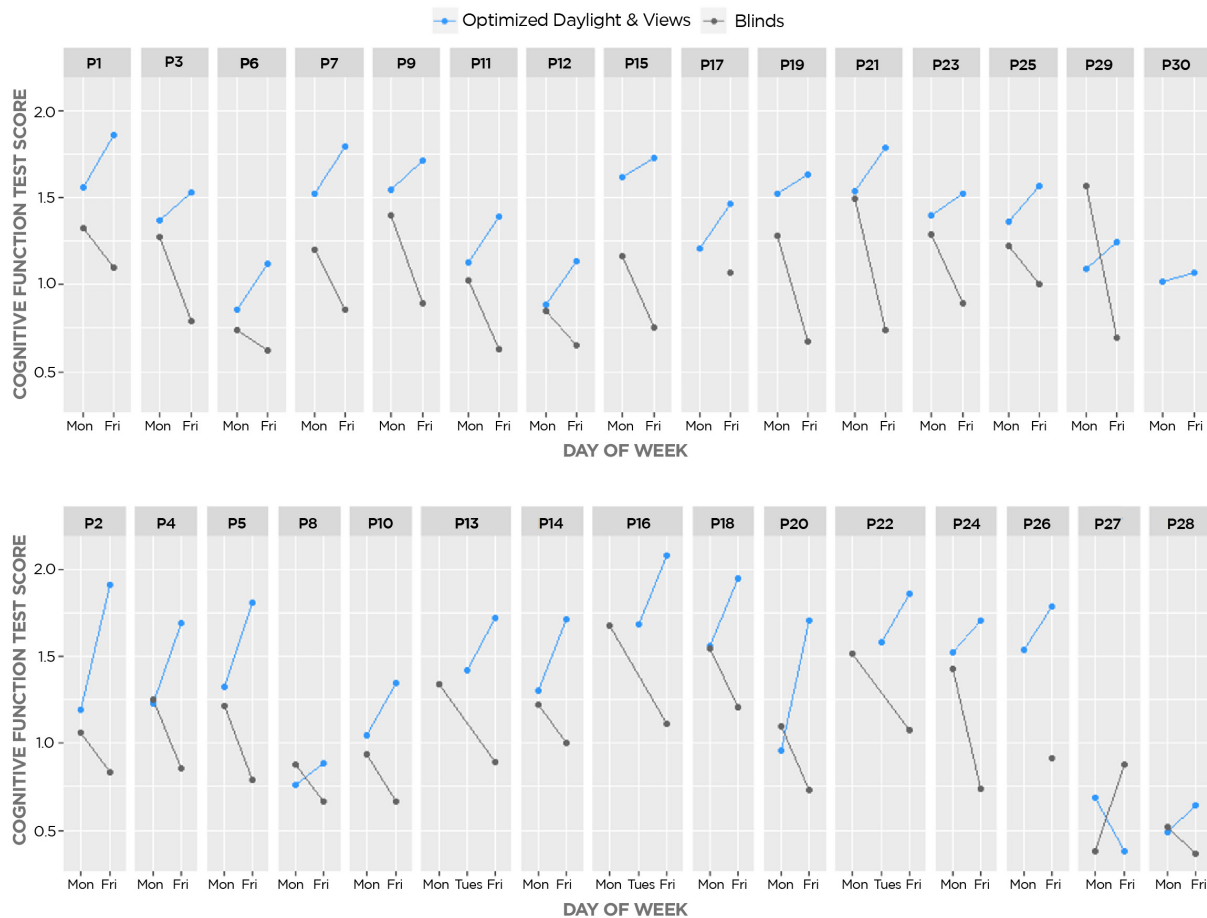 Optimized Daylight & Views Blinds
P1 P3 P6 P7 P9 P11 P12 P15 P17 P19 P21 P23 P25 P29 P30
COGNITIVE FUNCTION TEST SCORE
2.0
1.5
1.0
0.5
Mon Fri Mon Fri Mon Fri Mon Fri Mon Fri Mon Fri Mon Fri Mon Fri Mon Fri Mon Fri Mon Fri Mon Fri Mon Fri Mon Fri Mon Fri
DAY OF WEEK
P2 P4 P5 P8 P10 P13 P14 P16 P18 P20 P22 P24 P26 P27 P28
COGNITIVE FUNCTION TEST SCORE
2.0
1.5
1.0
0.5
Mon Fri Mon Fri Mon Fri Mon Fri Mon Fri Mon Tues Fri Mon Fri Mon Tues Fri Mon Fri Mon Fri Mon Tues Fri Mon Fri Mon Fri Mon Fri Mon Fri
DAY OF WEEK